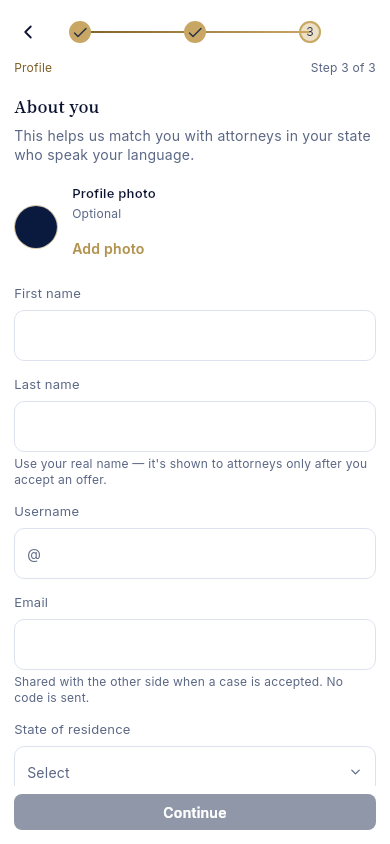 3
Profile
Step 3 of 3
About you
This helps us match you with attorneys in your state
who speak your language.
Profile photo
Optional
Add photo
First name
Last name
Use your real name — it's shown to attorneys only after you
accept an offer.
Username
@
Email
Shared with the other side when a case is accepted. No
code is sent.
State of residence
Select
Continue